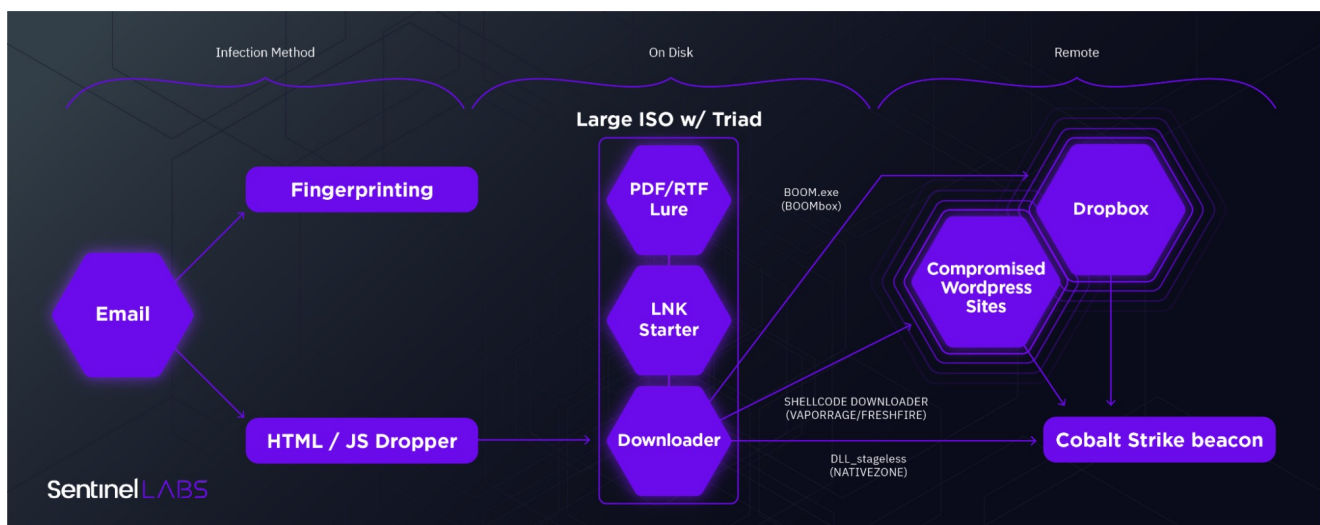 Infection Method
On Disk
Remote
Large ISO w/ Triad
Fingerprinting
PDF/RTF
Lure
BOOM.exe
(BOOMbox)
Dropbox
Email
LNK
Starter
Compromised
Wordpress
Sites
HTML / JS Dropper
Downloader
SHELLCODE DOWNLOADER
(VAPORRAGE/FRESHFIRE)
DLL_stageless
(NATIVEZONE)
Cobalt Strike beacon
SentinelLABS